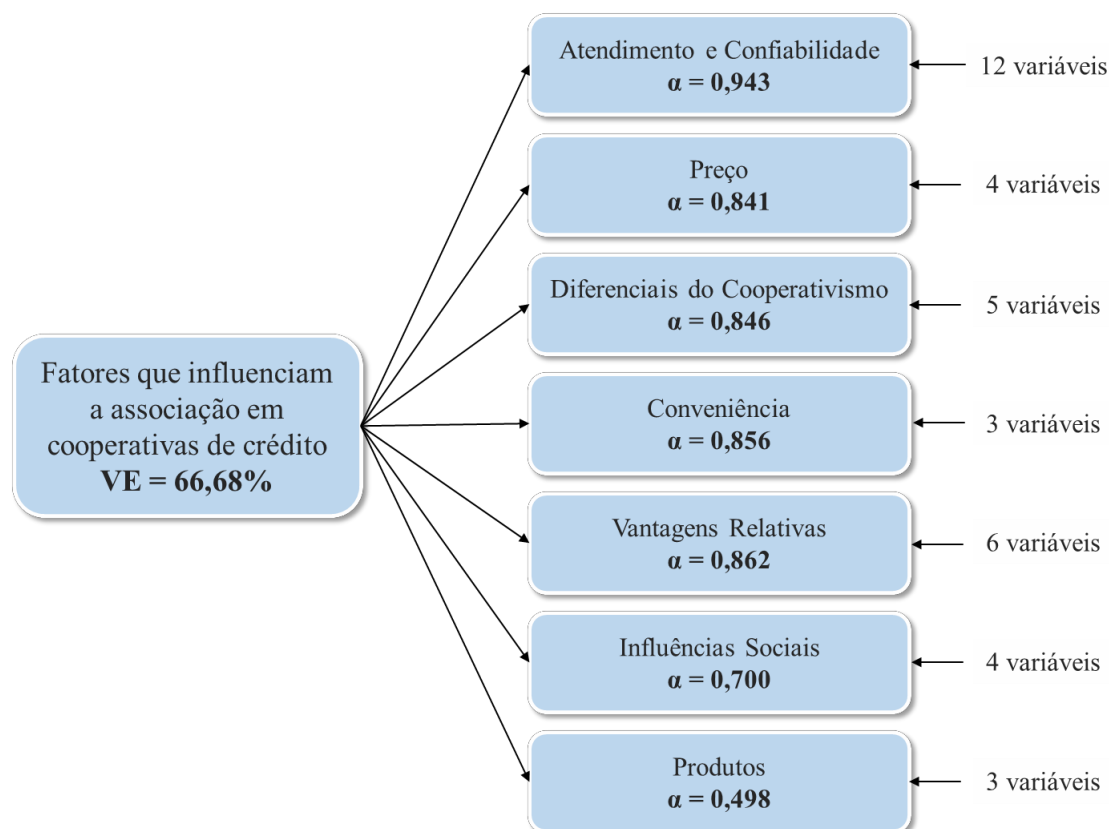 Atendimento e Confiabilidade
α = 0,943
12 variáveis
Preço
α = 0,841
4 variáveis
Diferenciais do Cooperativismo
α = 0,846
5 variáveis
Fatores que influenciam
a associação em
cooperativas de crédito
VE = 66,68%
Conveniência
α = 0,856
3 variáveis
Vantagens Relativas
α = 0,862
6 variáveis
Influências Sociais
α = 0,700
4 variáveis
Produtos
α = 0,498
3 variáveis